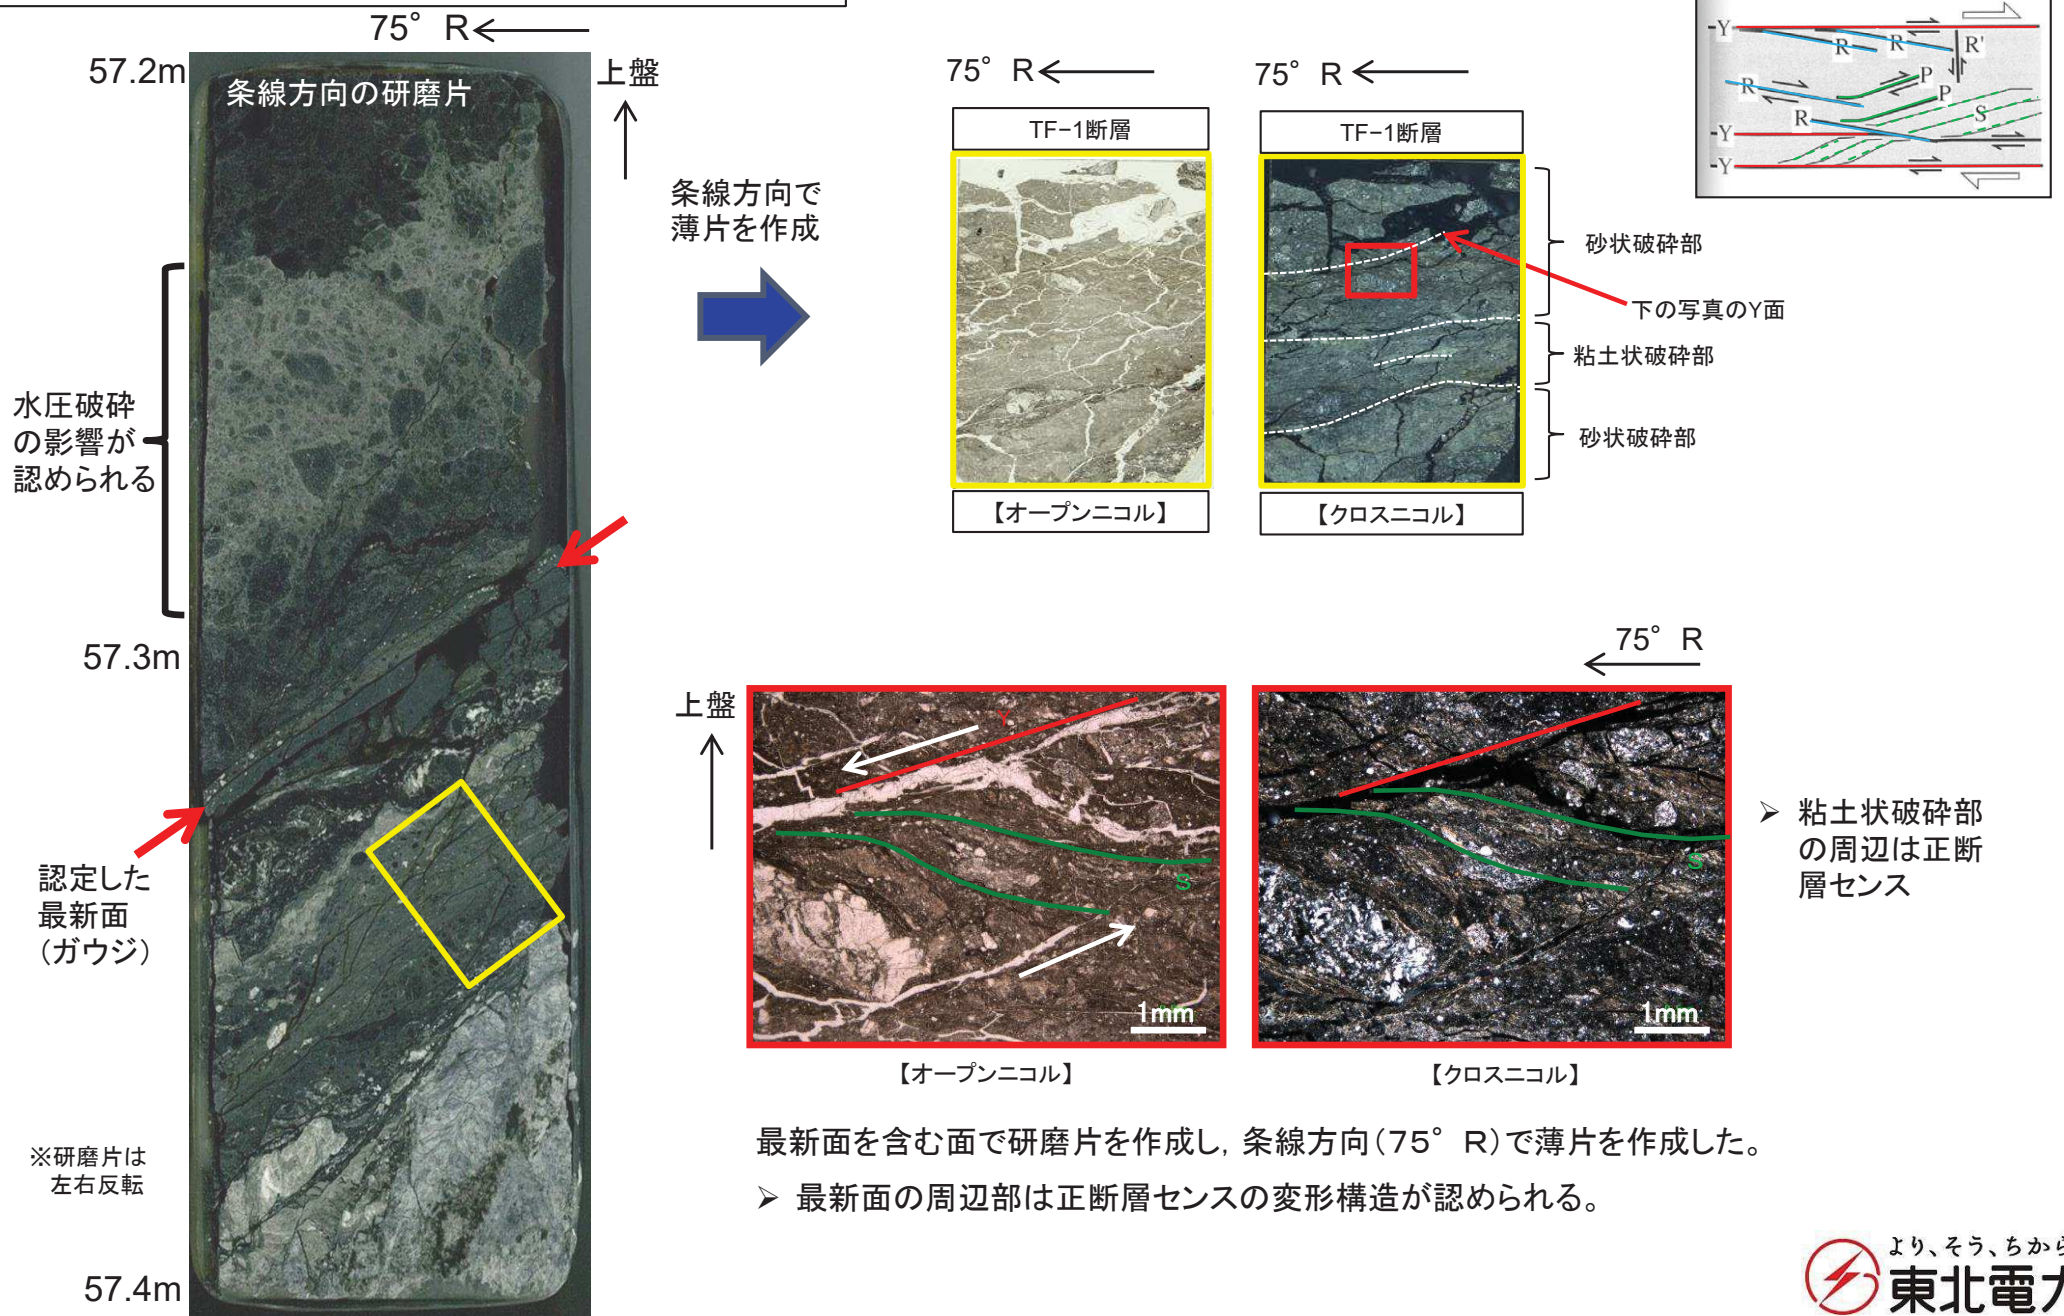 75° R
57.2m
条線方向の研磨片
上盤
水圧破砕
の影響が
認められる
57.3m
認定した
最新面
（ガウジ）
※研磨片は
左右反転
57.4m
条線方向で
薄片を作成
75° R
75° R
TF−1断層
TF−1断層
砂状破砕部
下の写真のY面
粘土状破砕部
砂状破砕部
【オープンニコル】
【クロスニコル】
Y
R
R
R'
R
P
P
S
R
Y
Y
75° R
上盤
Y
S
1mm
S
1mm
【オープンニコル】
【クロスニコル】
➢ 粘土状破砕部
の周辺は正断
層センス
最新面を含む面で研磨片を作成し，条線方向（75° R）で薄片を作成した。
➢ 最新面の周辺部は正断層センスの変形構造が認められる。
より、そう、ちから
東北電力